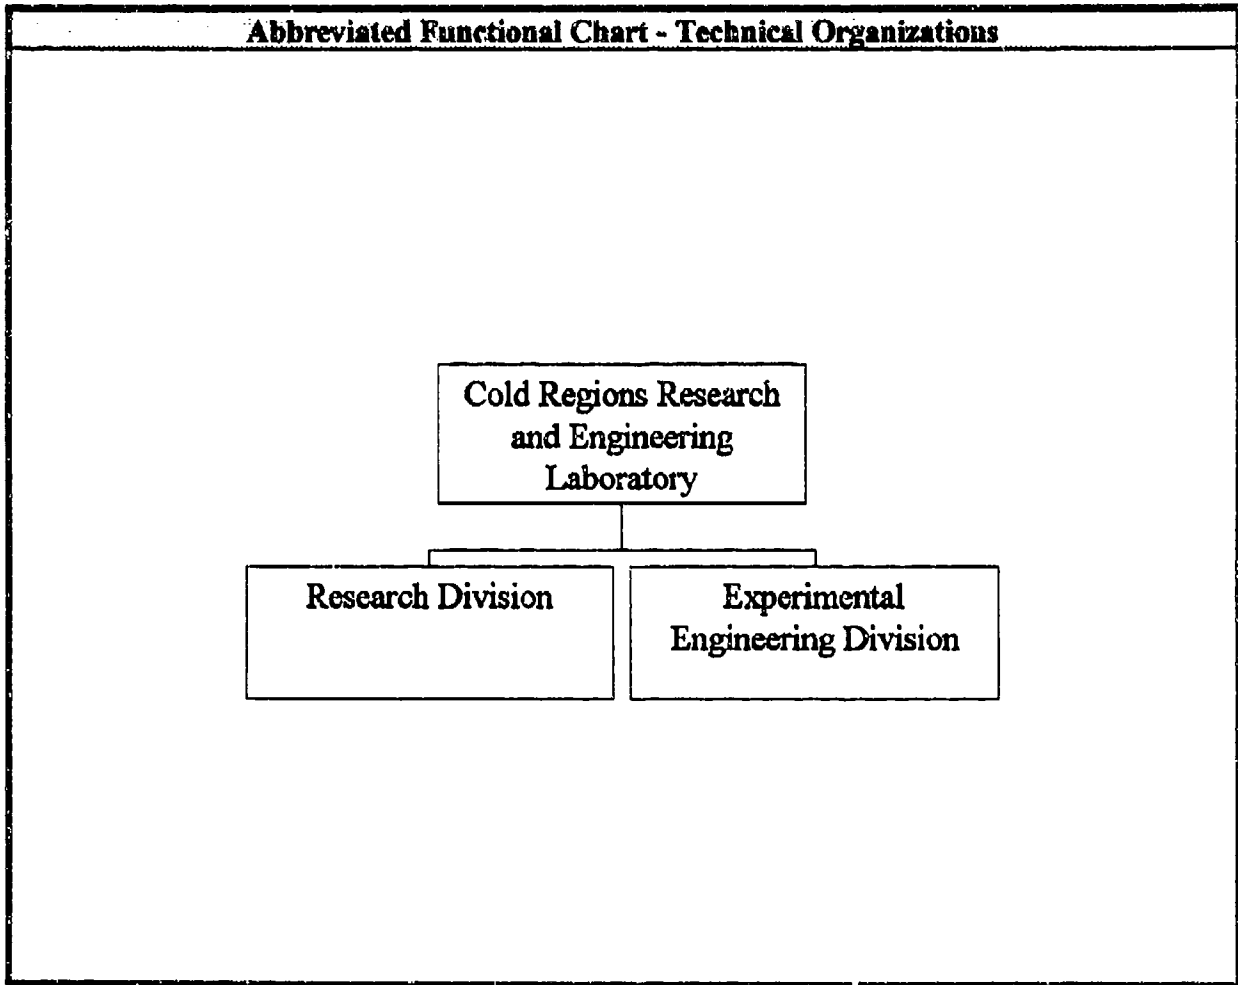 Abbreviated Functional Chart - Technical Organizations
Cold Regions Research
and Engineering
Laboratory
Research Division
Experimental
Engineering Division